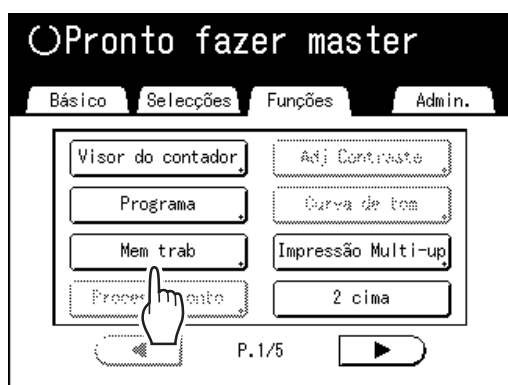 Pronto fazer master
Básico Selecções Funções Admin.
Visor do contador Adj Contraste
Programa Curva de tom
Mem trab Impressão Multi-up
2 cima
P.1/5